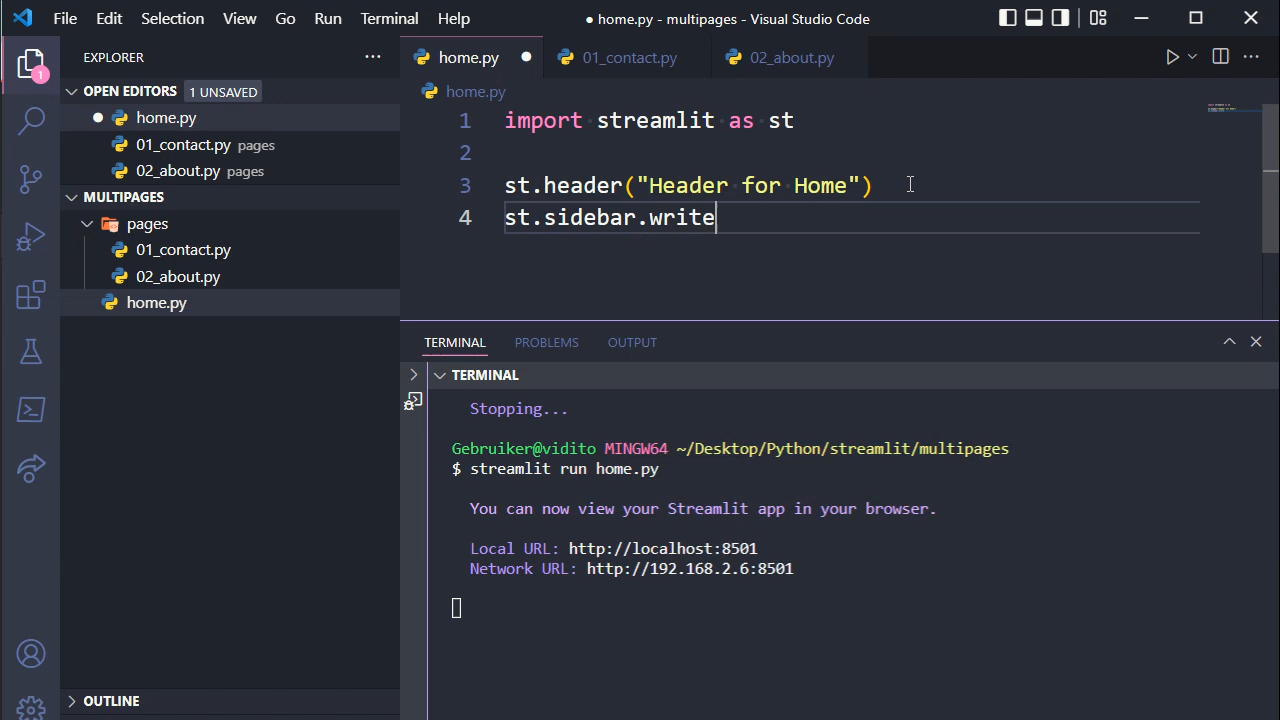 File Edit Selection View Go Run Terminal Help
● home.py - multipages - Visual Studio Code
1
EXPLORER
OPEN EDITORS 1 UNSAVED
home.py
01_contact.py pages
02_about.py pages
MULTIPAGES
pages
01_contact.py
02_about.py
home.py
OUTLINE
home.py 01_contact.py 02_about.py
home.py
1 import streamlit as st
2
3 st.header("Header for Home")
4 st.sidebar.write
TERMINAL PROBLEMS OUTPUT
TERMINAL
Stopping...
Gebruiker@vidito MINGW64 ~/Desktop/Python/streamlit/multipages
$ streamlit run home.py
You can now view your Streamlit app in your browser.
Local URL: http://localhost:8501
Network URL: http://192.168.2.6:8501